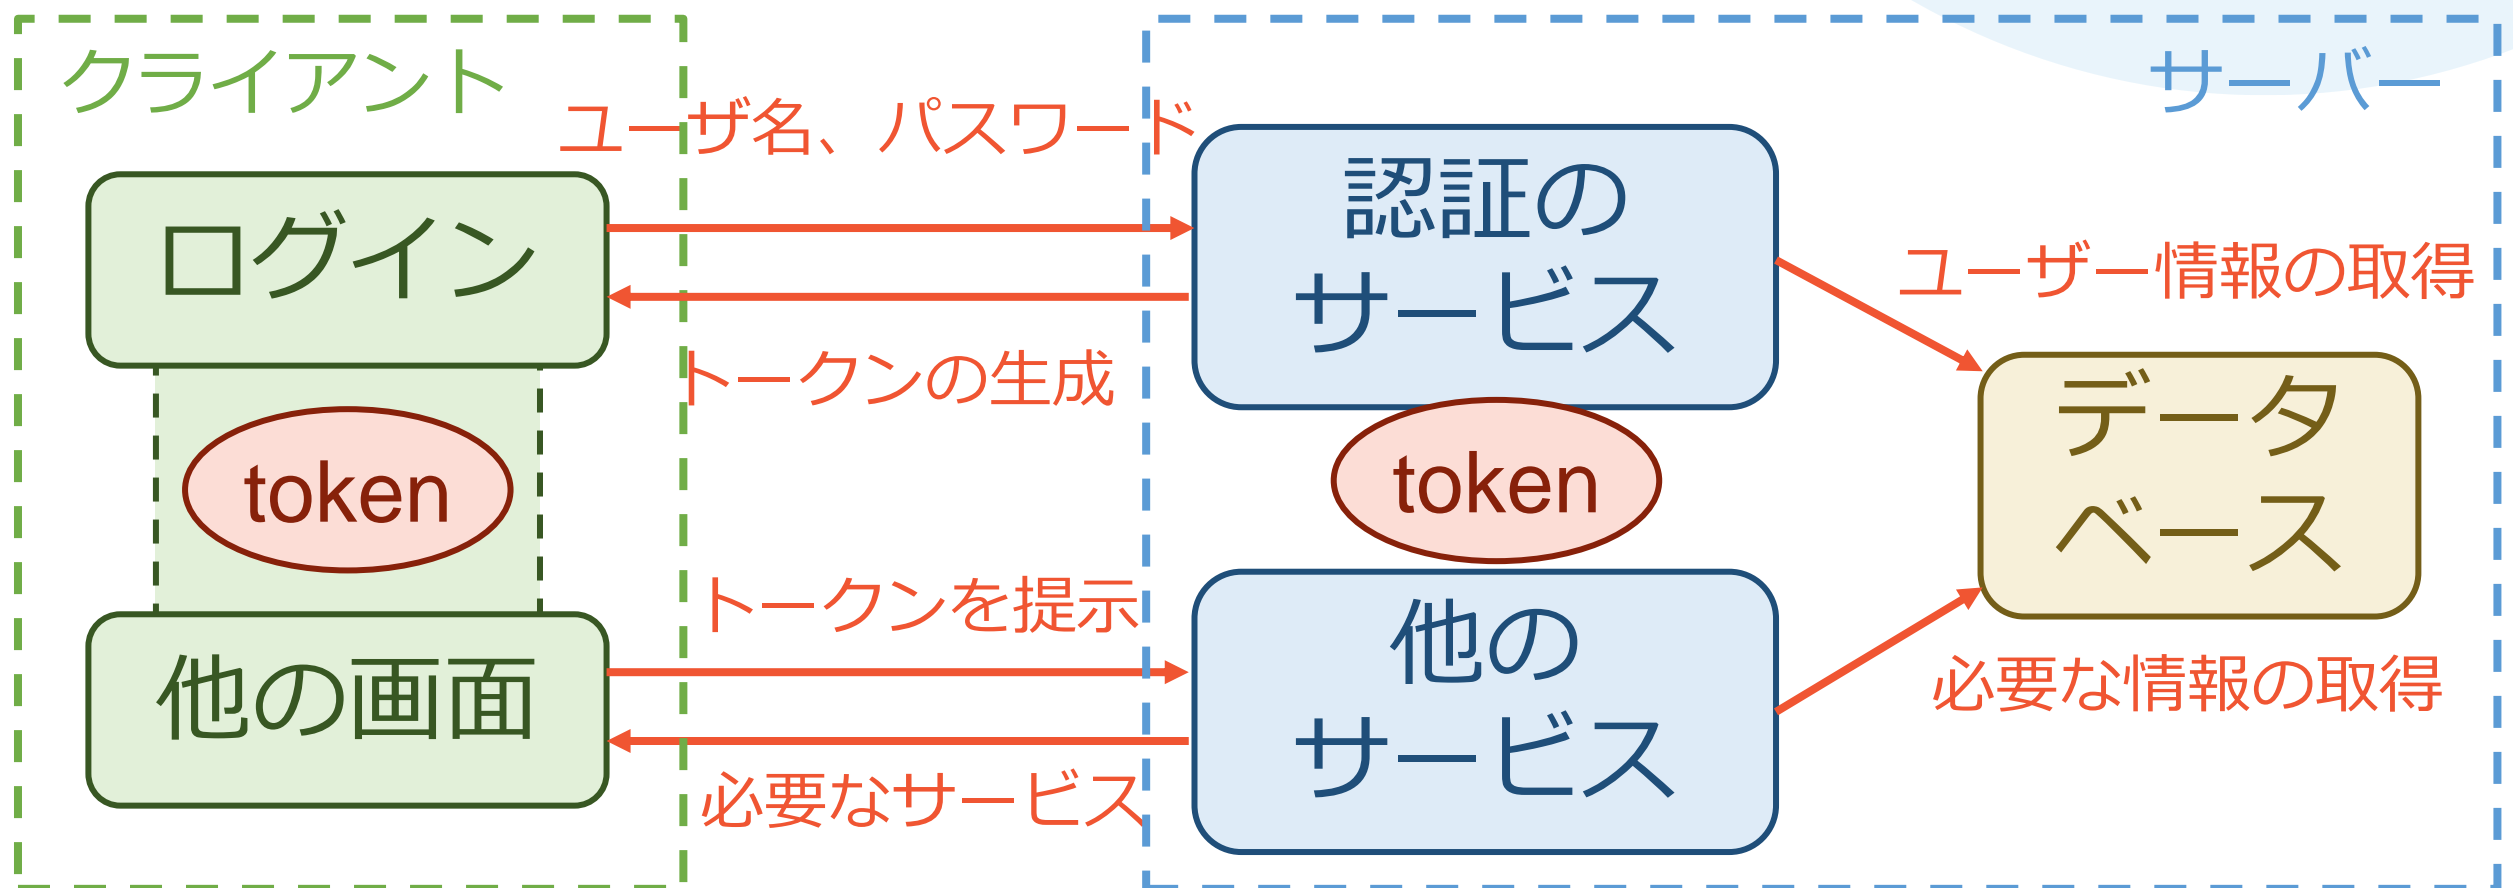 クライアント
サーバー
ユーザ名、パスワード
ログイン
認証の
サービス
ユーザー情報の取得
トークンの生成
データ
ベース
token
token
トークンを提示
他の画面
他の
サービス
必要な情報の取得
必要なサービス